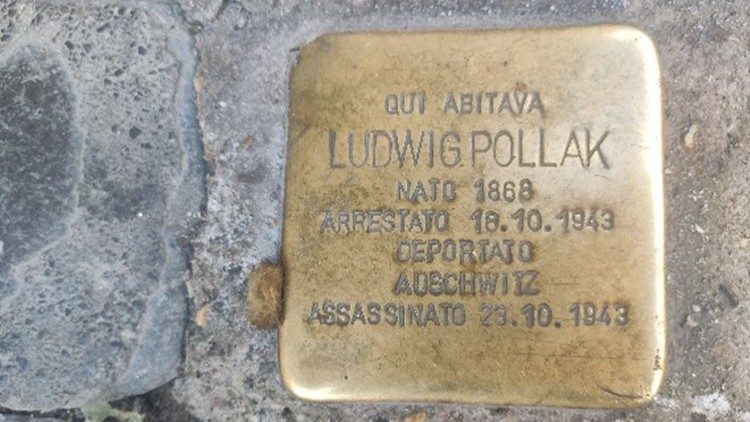 QUI ABITAVA
LUDWIG POLLAK
NATO 1868
ARRESTATO 16.10.1943
DEPORTATO
AUSCHWITZ
ASSASSINATO 23.10.1943